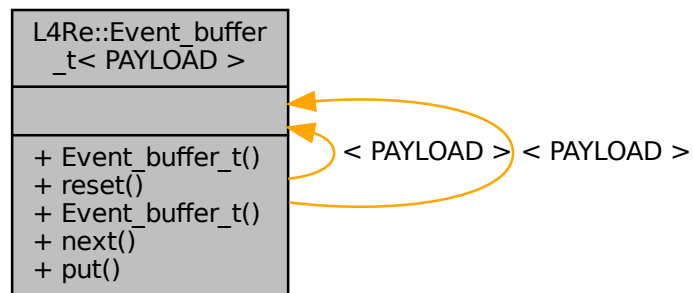 L4Re::Event_buffer
_t< PAYLOAD >
+ Event_buffer_t()
+ reset()
+ Event_buffer_t()
+ next()
+ put()
< PAYLOAD >
< PAYLOAD >